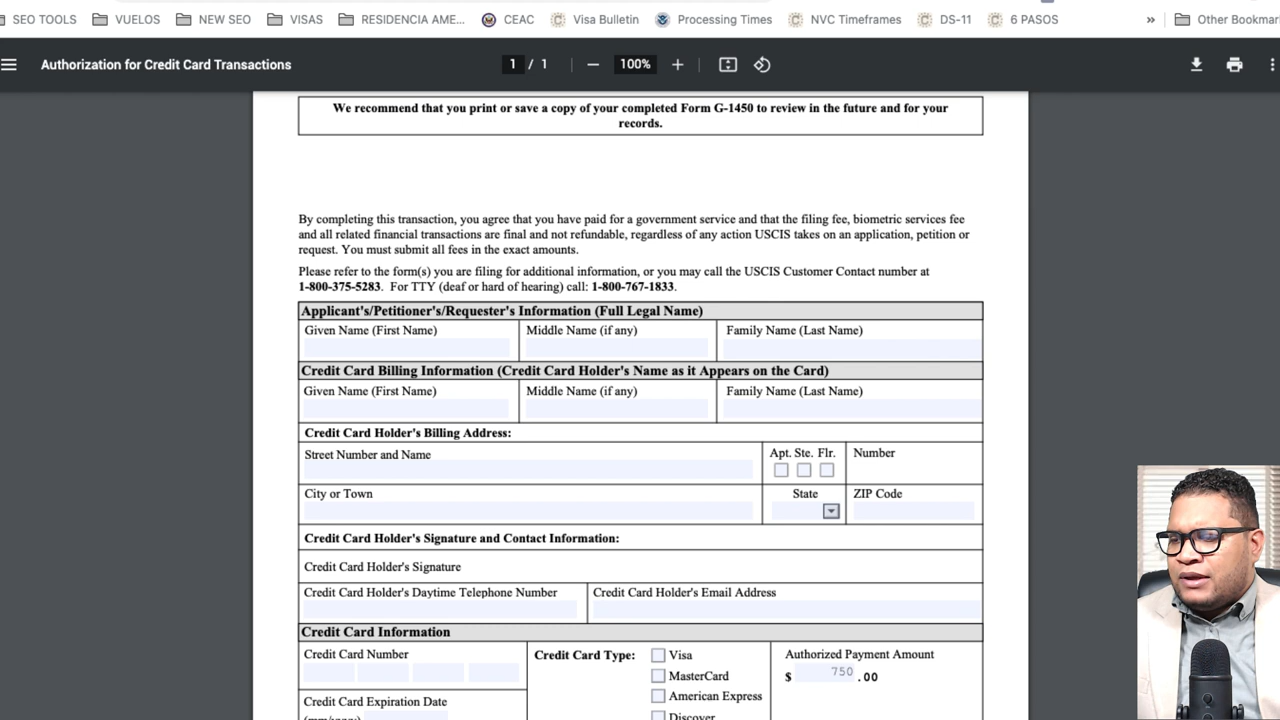 SEO TOOLS VUELOS NEW SEO VISAS RESIDENCIA AME... CEAC Visa Bulletin Processing Times NVC Timeframes DS-11 6 PASOS » Other Bookmar
Authorization for Credit Card Transactions 1 / 1 − 100% +
We recommend that you print or save a copy of your completed Form G-1450 to review in the future and for your
records.
By completing this transaction, you agree that you have paid for a government service and that the filing fee, biometric services fee
and all related financial transactions are final and not refundable, regardless of any action USCIS takes on an application, petition or
request. You must submit all fees in the exact amounts.
Please refer to the form(s) you are filing for additional information, or you may call the USCIS Customer Contact number at
1-800-375-5283. For TTY (deaf or hard of hearing) call: 1-800-767-1833.
Applicant's/Petitioner's/Requester's Information (Full Legal Name)
Given Name (First Name) Middle Name (if any) Family Name (Last Name)
Credit Card Billing Information (Credit Card Holder's Name as it Appears on the Card)
Given Name (First Name) Middle Name (if any) Family Name (Last Name)
Credit Card Holder's Billing Address:
Street Number and Name Apt. Ste. Flr. Number
City or Town State ZIP Code
Credit Card Holder's Signature and Contact Information:
Credit Card Holder's Signature
Credit Card Holder's Daytime Telephone Number Credit Card Holder's Email Address
Credit Card Information
Credit Card Number Credit Card Type: Visa Authorized Payment Amount
MasterCard $ 750 .00
Credit Card Expiration Date American Express
(mm/yyyy) Discover